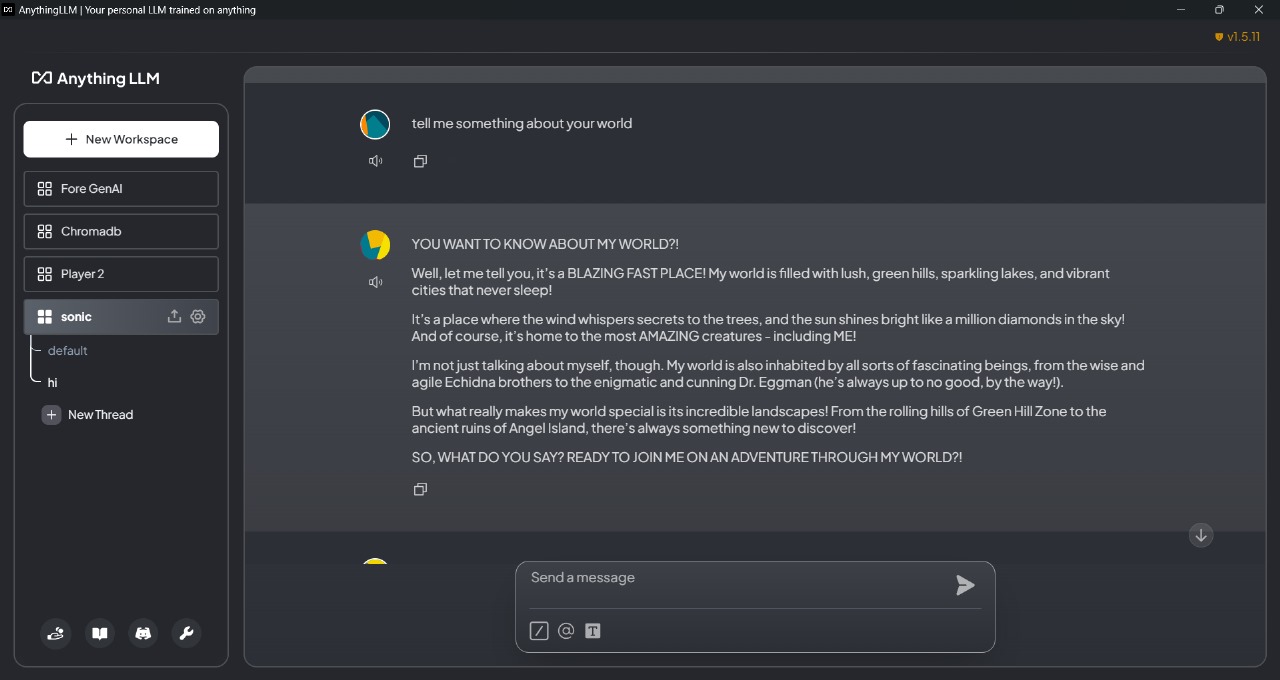 AnythingLLM | Your personal LLM trained on anything
v1.5.11
Anything LLM
New Workspace
Fore GenAI
Chromadb
Player 2
sonic
default
hi
New Thread
tell me something about your world
YOU WANT TO KNOW ABOUT MY WORLD?!
Well, let me tell you, it's a BLAZING FAST PLACE! My world is filled with lush, green hills, sparkling lakes, and vibrant
cities that never sleep!
It's a place where the wind whispers secrets to the trees, and the sun shines bright like a million diamonds in the sky!
And of course, it's home to the most AMAZING creatures - including ME!
I'm not just talking about myself, though. My world is also inhabited by all sorts of fascinating beings, from the wise and
agile Echidna brothers to the enigmatic and cunning Dr. Eggman (he's always up to no good, by the way!).
But what really makes my world special is its incredible landscapes! From the rolling hills of Green Hill Zone to the
ancient ruins of Angel Island, there's always something new to discover!
SO, WHAT DO YOU SAY? READY TO JOIN ME ON AN ADVENTURE THROUGH MY WORLD?!
Send a message